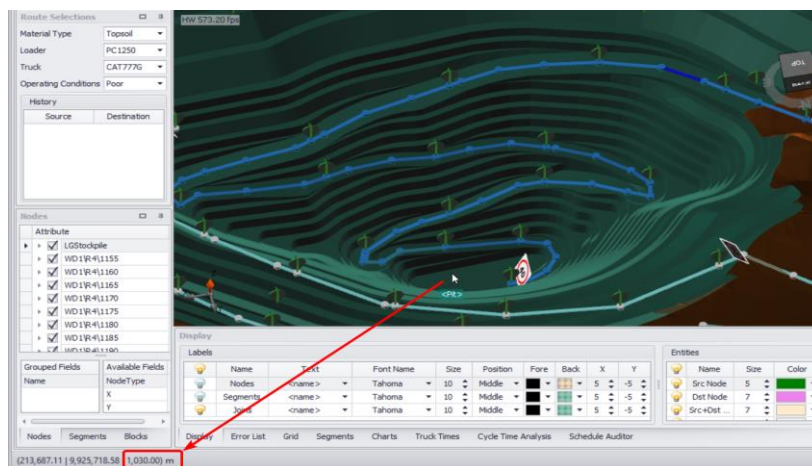 Route Selections
Material Type Topsoil
Loader PC1250
Truck CAT777G
Operating Conditions Poor
History
Source Destination
HW 573.20 fps
TOP
<Pit>
Nodes
Attribute
LGStockpile
WD1\R4\1155
WD1\R4\1160
WD1\R4\1165
WD1\R4\1170
WD1\R4\1175
WD1\R4\1180
WD1\R4\1185
WD1\R4\1190
Grouped Fields Available Fields
Name NodeType
X
Y
Nodes Segments Blocks
Display
Labels
Name Text Font Name Size Position Fore Back X Y
Nodes <name> Tahoma 10 Middle 5 -5
Segments <name> Tahoma 10 Middle 5 -5
Joins <name> Tahoma 10 Middle 5 -5
Entities
Name Size Color
Src Node 5
Dst Node 7
Src+Dst ... 7
Display Error List Grid Segments Charts Truck Times Cycle Time Analysis Schedule Auditor
(213,687.11 | 9,925,718.58 | 1,030.00) m